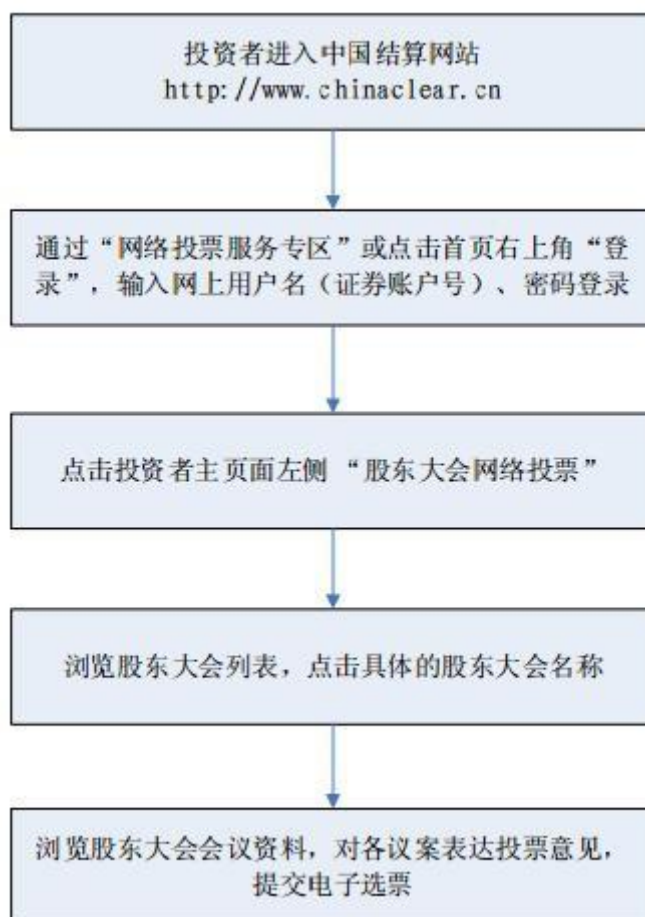 投资者进入中国结算网站
http://www.chinaclear.cn
通过“网络投票服务专区”或点击首页右上角“登
录”，输入网上用户名（证券账户号）、密码登录
点击投资者主页面左侧 “股东大会网络投票”
浏览股东大会列表，点击具体的股东大会名称
浏览股东大会会议资料，对各议案表达投票意见，
提交电子选票